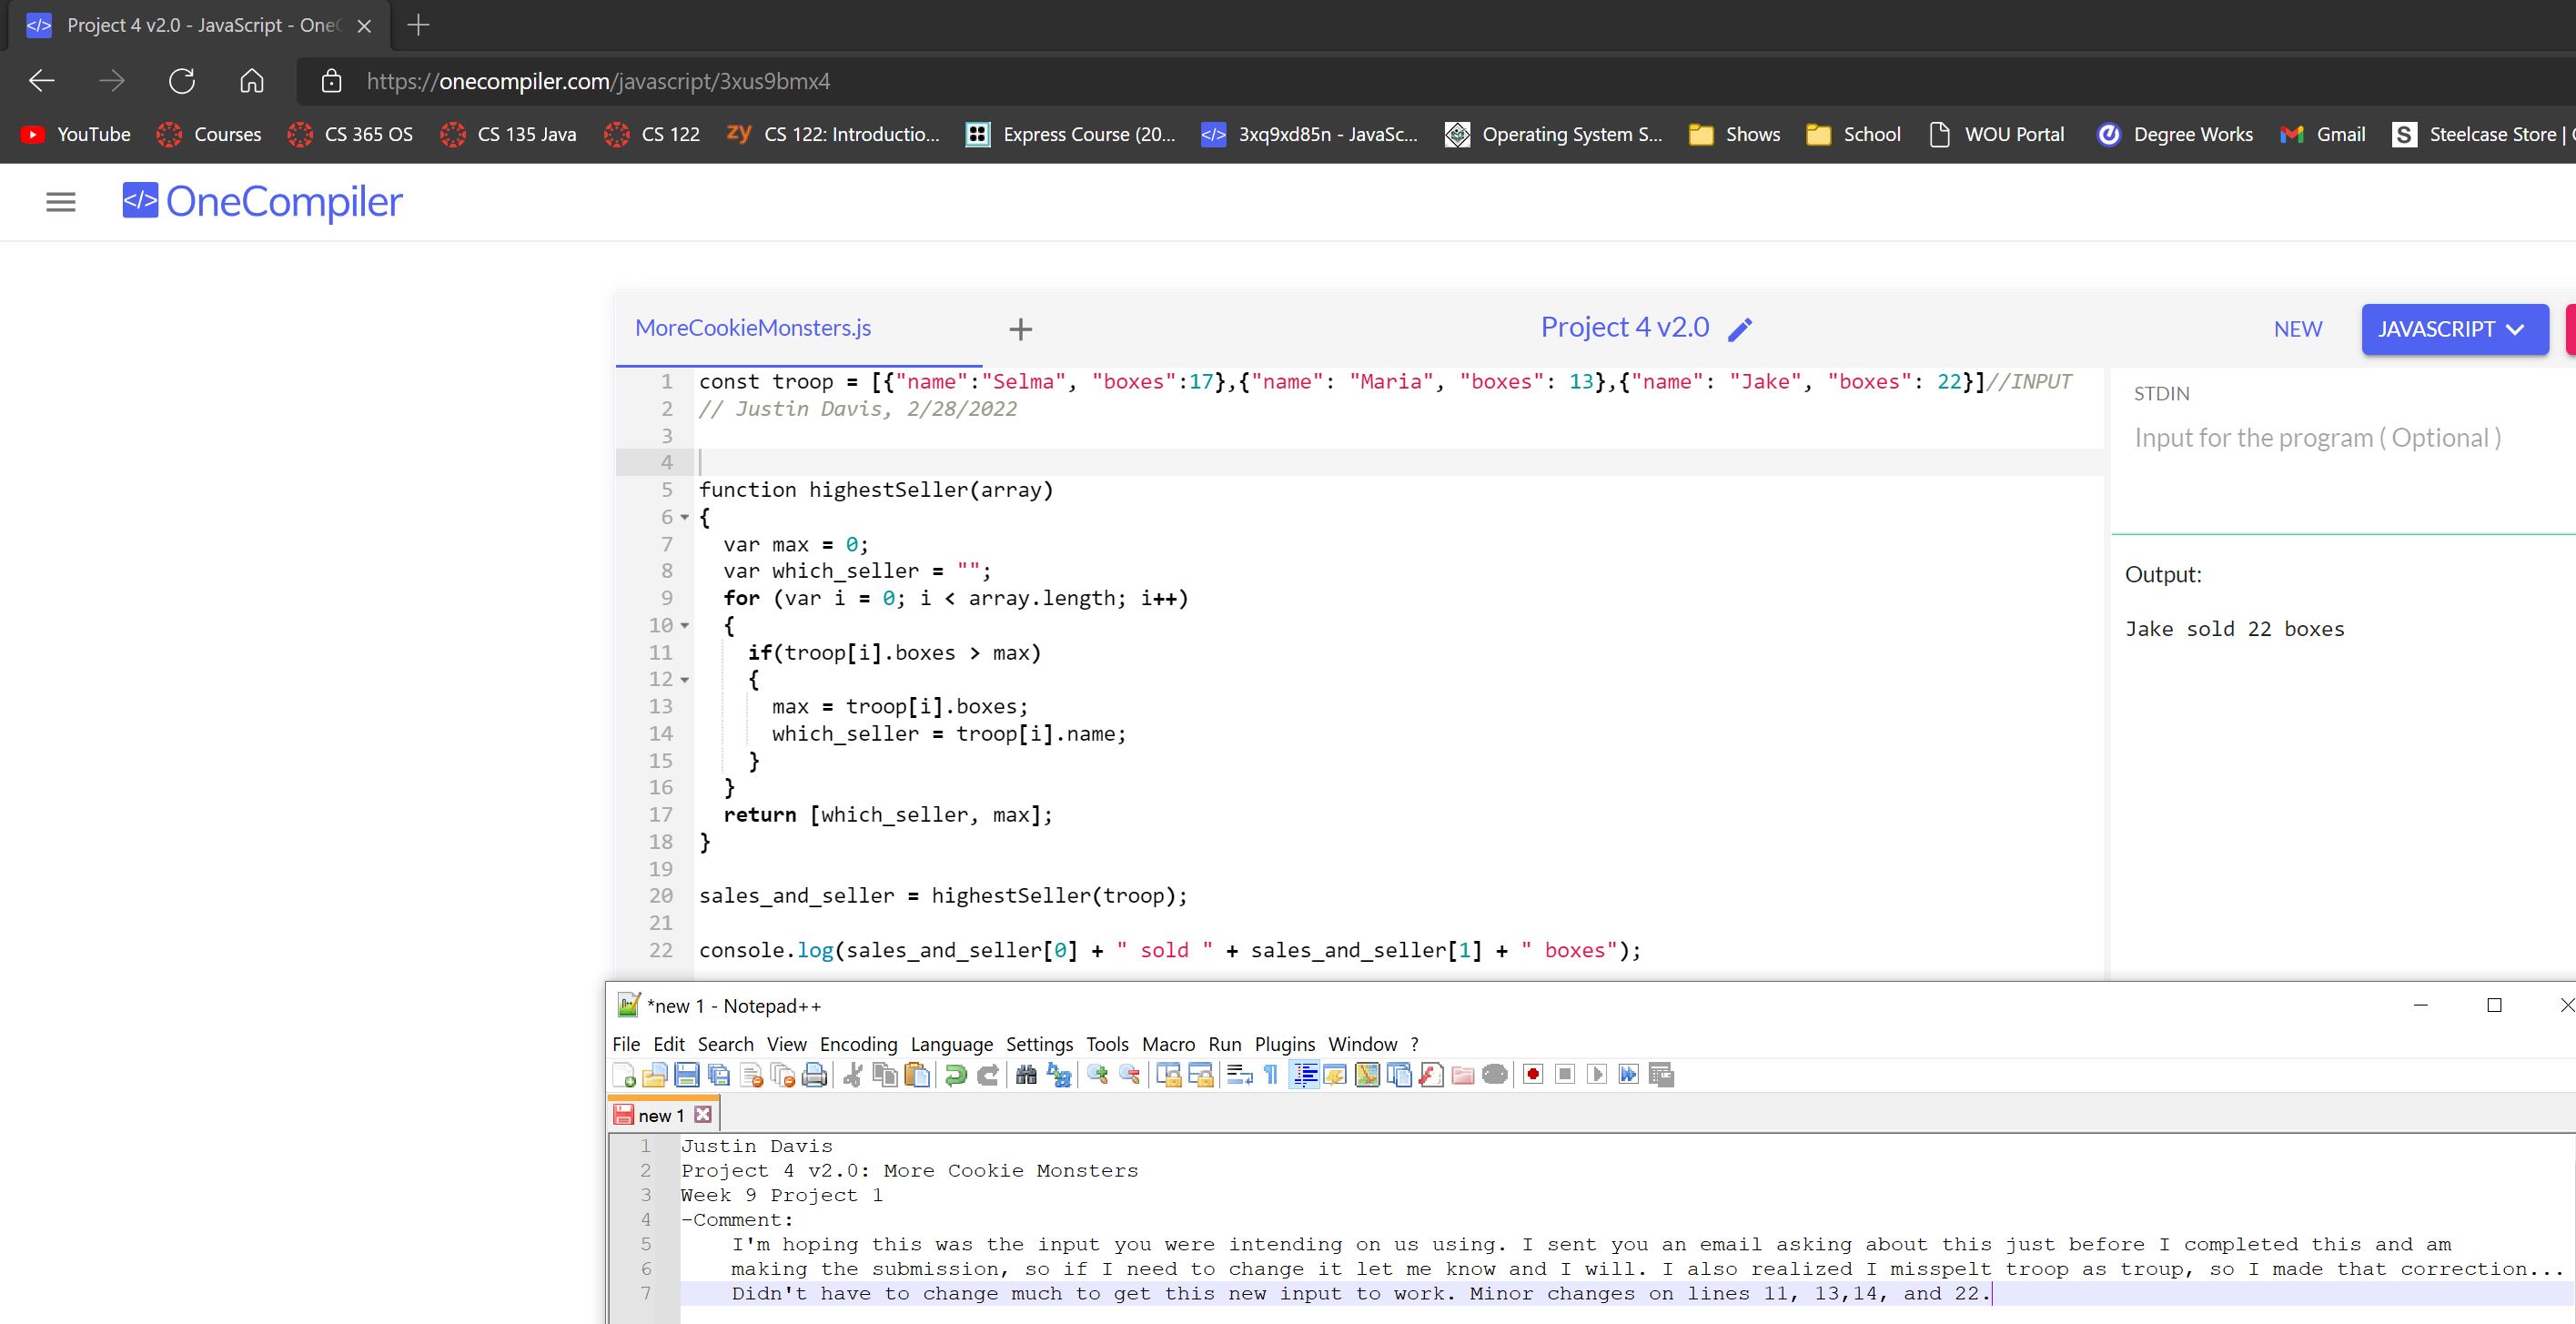 Project 4 v2.0 - JavaScript - One
https://onecompiler.com/javascript/3xus9bmx4
YouTube Courses CS 365 OS CS 135 Java CS 122 zy CS 122: Introductio... Express Course (20... 3xq9xd85n - JavaSc... Operating System S... Shows School WOU Portal Degree Works Gmail S Steelcase Store |
</> OneCompiler
MoreCookieMonsters.js + Project 4 v2.0 NEW JAVASCRIPT
1 const troop = [{"name":"Selma", "boxes":17},{"name": "Maria", "boxes": 13},{"name": "Jake", "boxes": 22}]//INPUT
2 // Justin Davis, 2/28/2022
3
4
5 function highestSeller(array)
6 {
7 var max = 0;
8 var which_seller = "";
9 for (var i = 0; i < array.length; i++)
10 {
11 if(troop[i].boxes > max)
12 {
13 max = troop[i].boxes;
14 which_seller = troop[i].name;
15 }
16 }
17 return [which_seller, max];
18 }
19
20 sales_and_seller = highestSeller(troop);
21
22 console.log(sales_and_seller[0] + " sold " + sales_and_seller[1] + " boxes");
STDIN
Input for the program ( Optional )
Output:
Jake sold 22 boxes
*new 1 - Notepad++
File Edit Search View Encoding Language Settings Tools Macro Run Plugins Window ?
new 1
1 Justin Davis
2 Project 4 v2.0: More Cookie Monsters
3 Week 9 Project 1
4 -Comment:
5 I'm hoping this was the input you were intending on us using. I sent you an email asking about this just before I completed this and am
6 making the submission, so if I need to change it let me know and I will. I also realized I misspelt troop as troup, so I made that correction...
7 Didn't have to change much to get this new input to work. Minor changes on lines 11, 13,14, and 22.